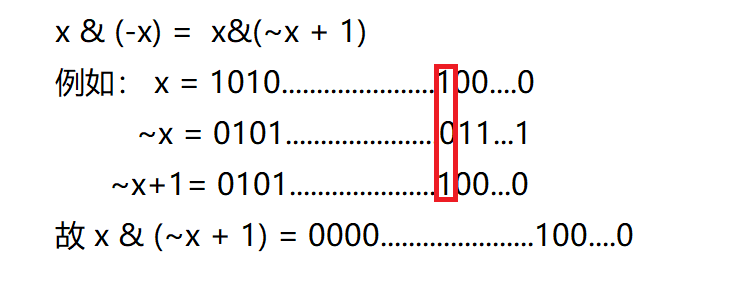 x & (-x) = x&(~x + 1)
例如： x = 1010......................100....0
~x = 0101.....................011...1
~x+1= 0101.....................100...0
故 x & (~x + 1) = 0000......................100....0